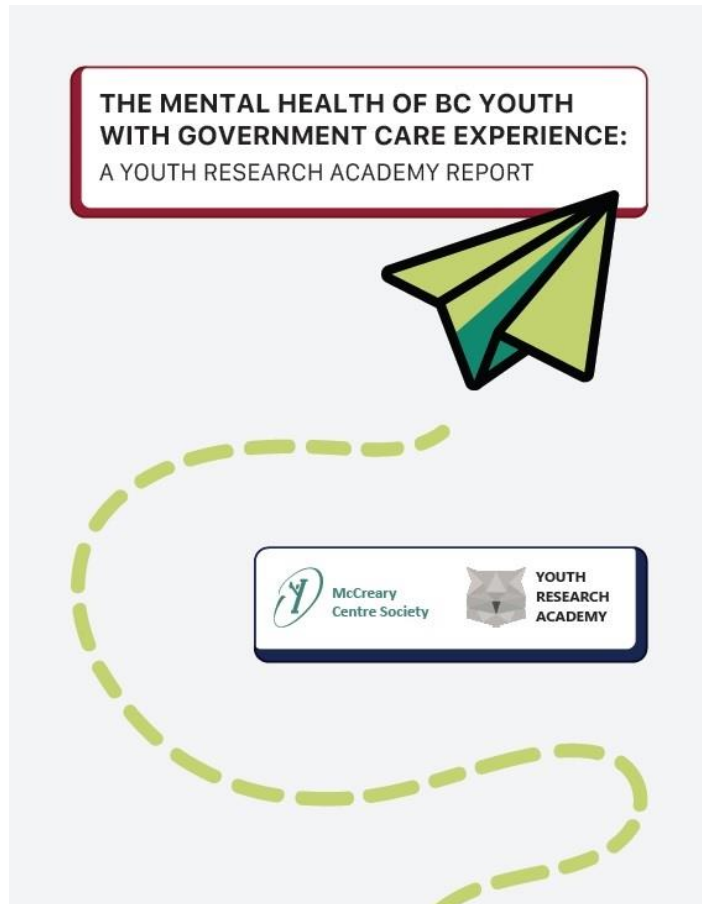 THE MENTAL HEALTH OF BC YOUTH
WITH GOVERNMENT CARE EXPERIENCE:
A YOUTH RESEARCH ACADEMY REPORT
McCreary
Centre Society
YOUTH
RESEARCH
ACADEMY